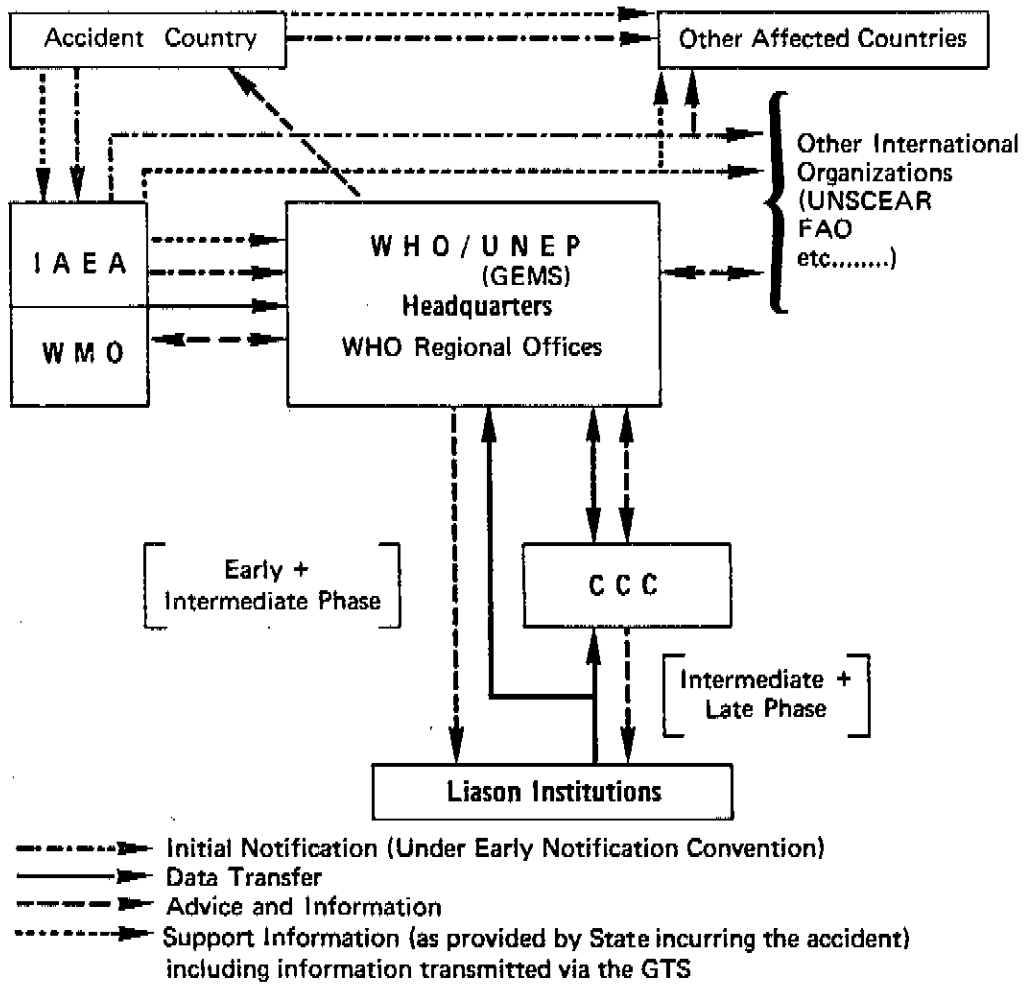 Accident Country
Other Affected Countries
Other International
Organizations
(UNSCEAR
FAO
etc........)
I A E A
W M O
W H O / U N E P
(GEMS)
Headquarters
WHO Regional Offices
Early +
Intermediate Phase
C C C
Intermediate +
Late Phase
Liason Institutions
Initial Notification (Under Early Notification Convention)
Data Transfer
Advice and Information
Support Information (as provided by State incurring the accident)
including information transmitted via the GTS